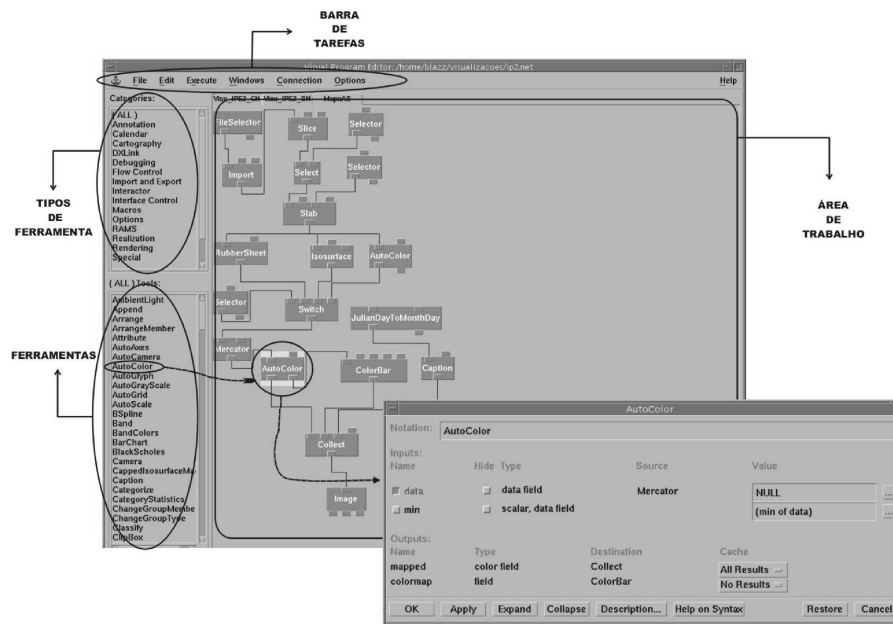 BARRA
DE
TAREFAS
Visual Program Editor: /home/blazz/visualizacoes/ip2.net
File Edit Execute Windows Connection Options Help
Categories:
Visu_IPE2_CN Visu_IPE2_BN MapaAS
( ALL )
Annotation
Calendar
Cartography
DXLink
Debugging
Flow Control
Import and Export
Interactor
Interface Control
Macros
Options
RAMS
Realization
Rendering
Special
TIPOS
DE
FERRAMENTA
( ALL ) Tools:
AmbientLight
Append
Arrange
ArrangeMember
Attribute
AutoAxes
AutoCamera
AutoColor
AutoGlyph
AutoGrayScale
AutoGrid
AutoScale
BSpline
Band
BandColors
BarChart
BlackScholes
Camera
CappedIsosurfaceMa
Caption
Categorize
CategoryStatistics
ChangeGroupMembe
ChangeGroupType
Classify
ClipBox
FERRAMENTAS
FileSelector
Slice
Selector
Import
Select
Selector
Slab
RubberSheet
Isosurface
AutoColor
Selector
Switch
JulianDayToMonthDay
Mercator
AutoColor
ColorBar
Caption
Collect
Image
ÁREA
DE
TRABALHO
AutoColor
Notation: AutoColor
Inputs:
Name Hide Type Source Value
data data field Mercator NULL ...
min scalar, data field (min of data) ...
Outputs:
Name Type Destination Cache
mapped color field Collect All Results
colormap field ColorBar No Results
OK Apply Expand Collapse Description... Help on Syntax Restore Cancel